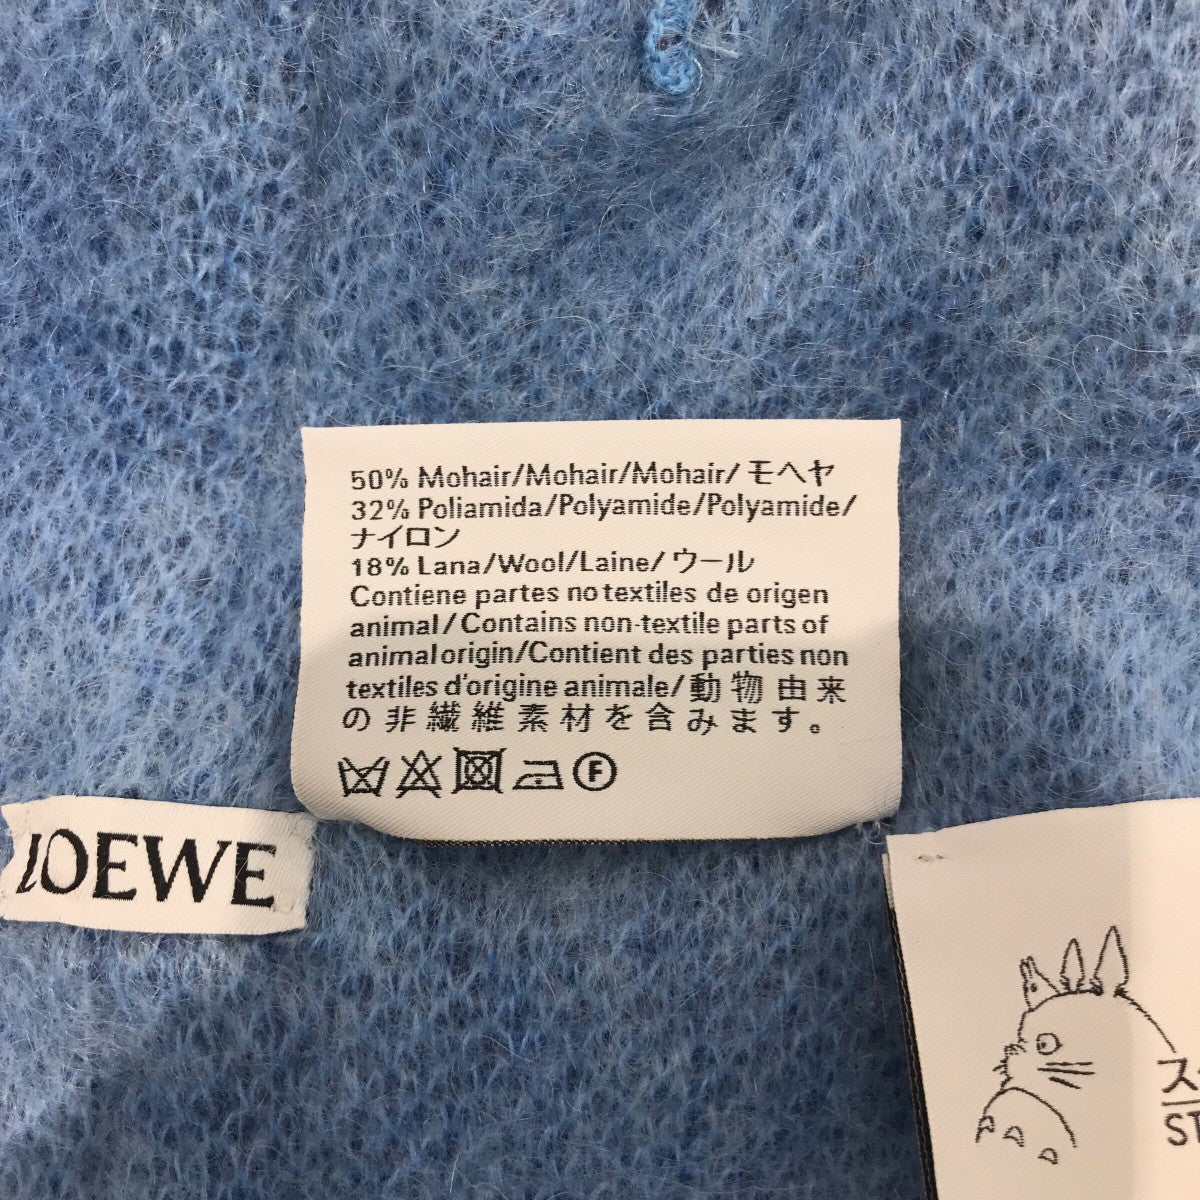 50% Mohair/Mohair/Mohair/モヘヤ
32% Poliamida/Polyamide/Polyamide/
ナイロン
18% Lana/Wool/Laine/ウール
Contiene partes no textiles de origen
animal/Contains non-textile parts of
animal origin/Contient des parties non
textiles d'origine animale/動物由来
の非繊維素材を含みます。
F
LOEWE
ス
ST